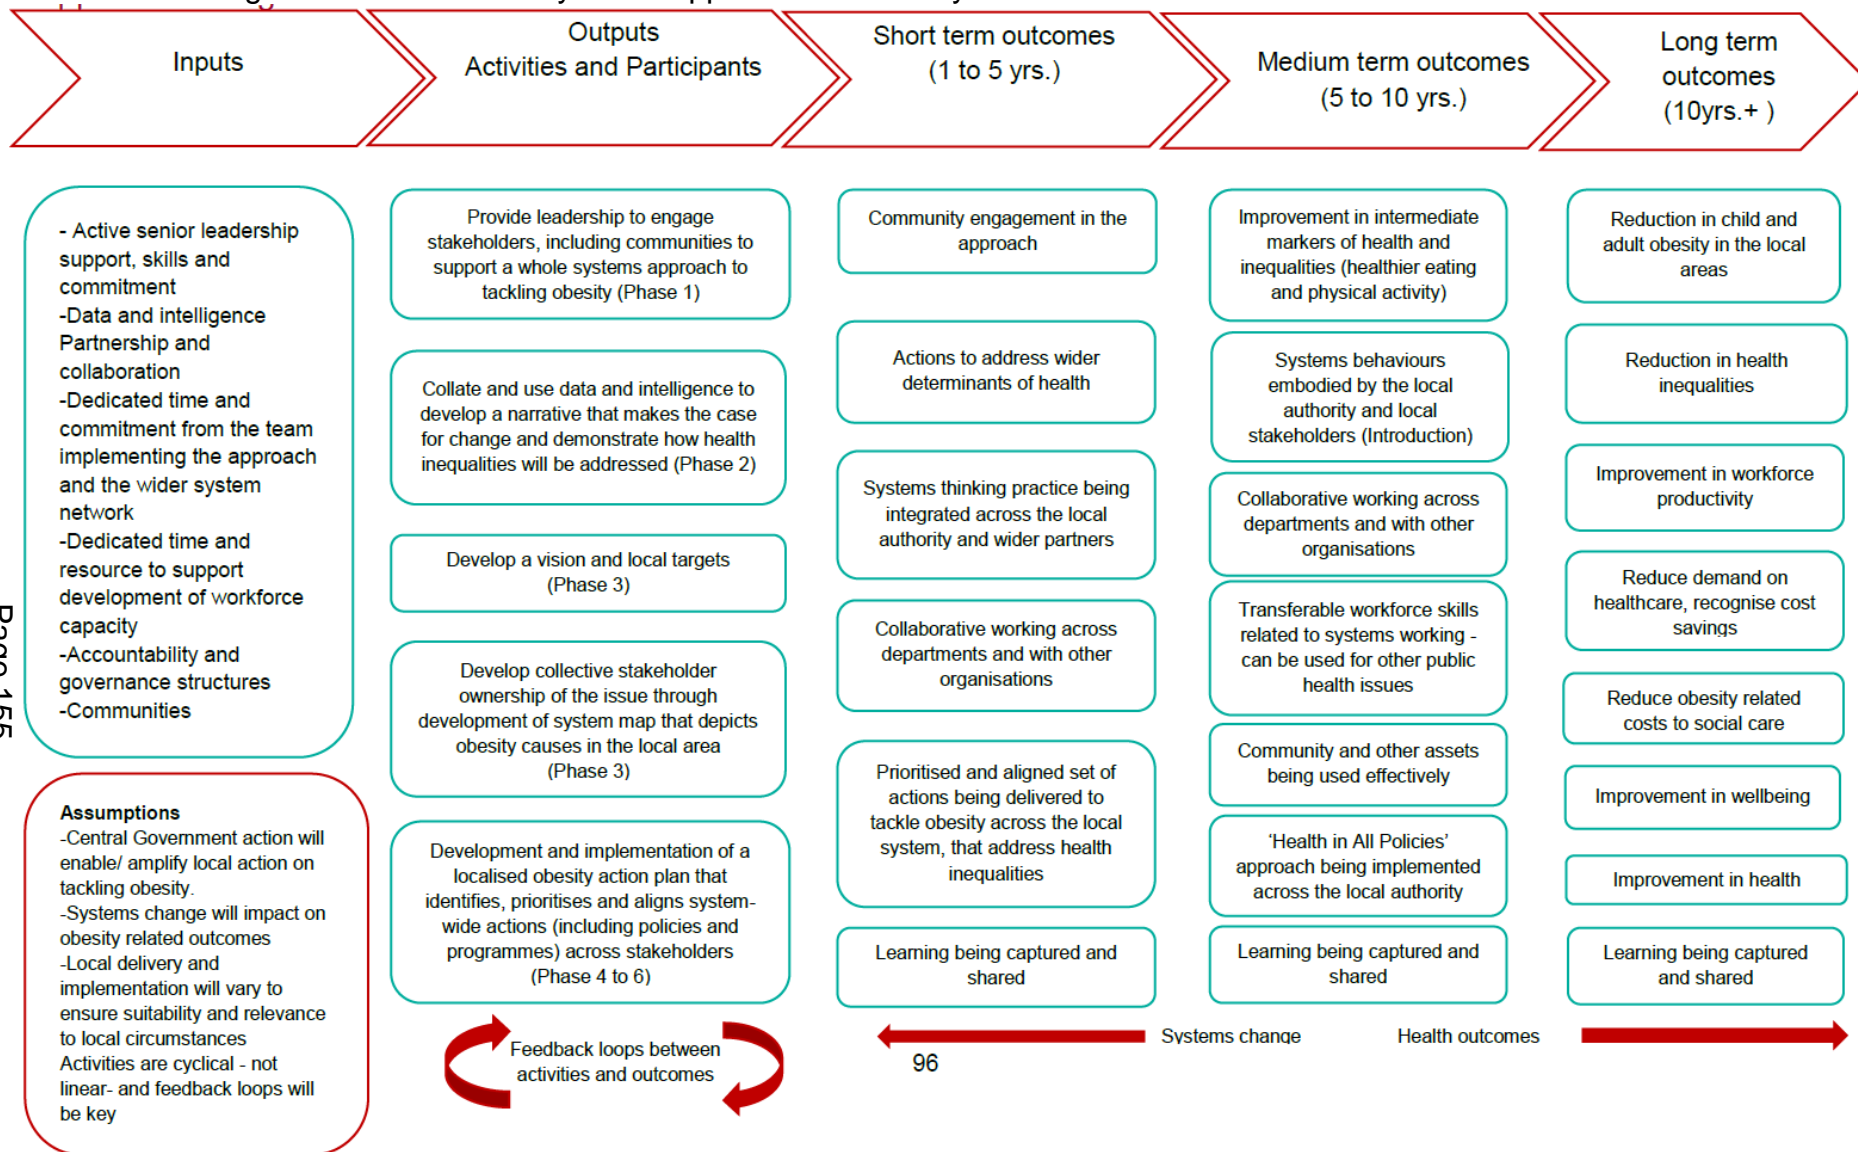 Inputs
Outputs
Activities and Participants
Short term outcomes
(1 to 5 yrs.)
Medium term outcomes
(5 to 10 yrs.)
Long term
outcomes
(10yrs.+ )
- Active senior leadership
support, skills and
commitment
-Data and intelligence
Partnership and
collaboration
-Dedicated time and
commitment from the team
implementing the approach
and the wider system
network
-Dedicated time and
resource to support
development of workforce
capacity
-Accountability and
governance structures
-Communities
Assumptions
-Central Government action will
enable/ amplify local action on
tackling obesity.
-Systems change will impact on
obesity related outcomes
-Local delivery and
implementation will vary to
ensure suitability and relevance
to local circumstances
Activities are cyclical - not
linear- and feedback loops will
be key
Provide leadership to engage
stakeholders, including communities to
support a whole systems approach to
tackling obesity (Phase 1)
Collate and use data and intelligence to
develop a narrative that makes the case
for change and demonstrate how health
inequalities will be addressed (Phase 2)
Develop a vision and local targets
(Phase 3)
Develop collective stakeholder
ownership of the issue through
development of system map that depicts
obesity causes in the local area
(Phase 3)
Development and implementation of a
localised obesity action plan that
identifies, prioritises and aligns system-
wide actions (including policies and
programmes) across stakeholders
(Phase 4 to 6)
Feedback loops between
activities and outcomes
Community engagement in the
approach
Actions to address wider
determinants of health
Systems thinking practice being
integrated across the local
authority and wider partners
Collaborative working across
departments and with other
organisations
Prioritised and aligned set of
actions being delivered to
tackle obesity across the local
system, that address health
inequalities
Learning being captured and
shared
Improvement in intermediate
markers of health and
inequalities (healthier eating
and physical activity)
Systems behaviours
embodied by the local
authority and local
stakeholders (Introduction)
Collaborative working across
departments and with other
organisations
Transferable workforce skills
related to systems working -
can be used for other public
health issues
Community and other assets
being used effectively
‘Health in All Policies’
approach being implemented
across the local authority
Learning being captured and
shared
Reduction in child and
adult obesity in the local
areas
Reduction in health
inequalities
Improvement in workforce
productivity
Reduce demand on
healthcare, recognise cost
savings
Reduce obesity related
costs to social care
Improvement in wellbeing
Improvement in health
Learning being captured
and shared
Systems change
Health outcomes
96
Page 155